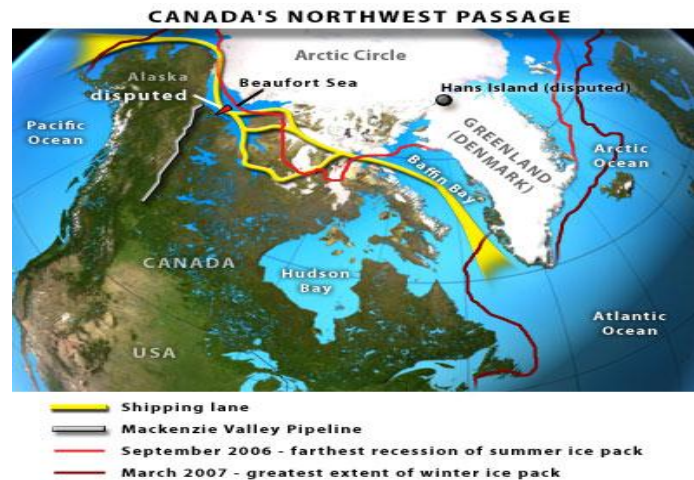 CANADA'S NORTHWEST PASSAGE
Arctic Circle
Alaska
Beaufort Sea
disputed
Hans Island (disputed)
Pacific
Ocean
GREENLAND
(DENMARK)
Arctic
Ocean
Baffin Bay
CANADA
Hudson
Bay
Atlantic
Ocean
USA
Shipping lane
Mackenzie Valley Pipeline
September 2006 - farthest recession of summer ice pack
March 2007 - greatest extent of winter ice pack